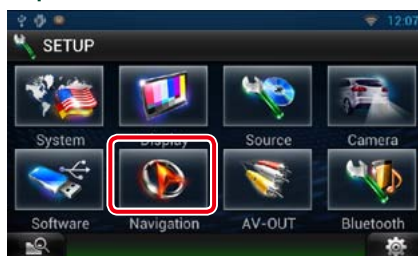 12:07
SETUP
System Display Source Camera
Software Navigation AV-OUT Bluetooth